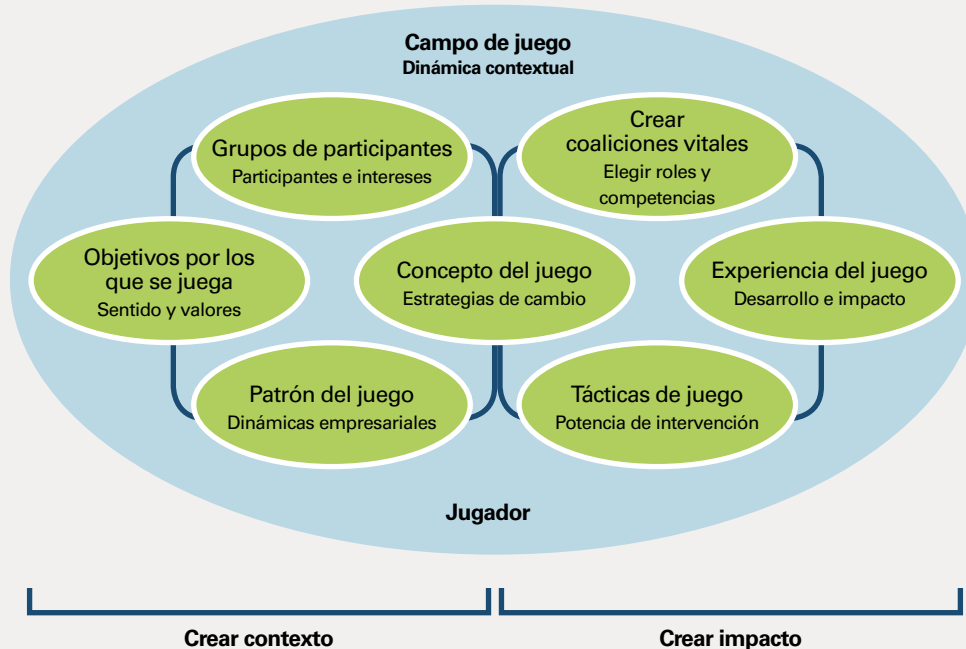 Campo de juego
Dinámica contextual
Grupos de participantes
Participantes e intereses
Crear
coaliciones vitales
Elegir roles y
competencias
Objetivos por los
que se juega
Sentido y valores
Concepto del juego
Estrategias de cambio
Experiencia del juego
Desarrollo e impacto
Patrón del juego
Dinámicas empresariales
Tácticas de juego
Potencia de intervención
Jugador
Crear contexto
Crear impacto